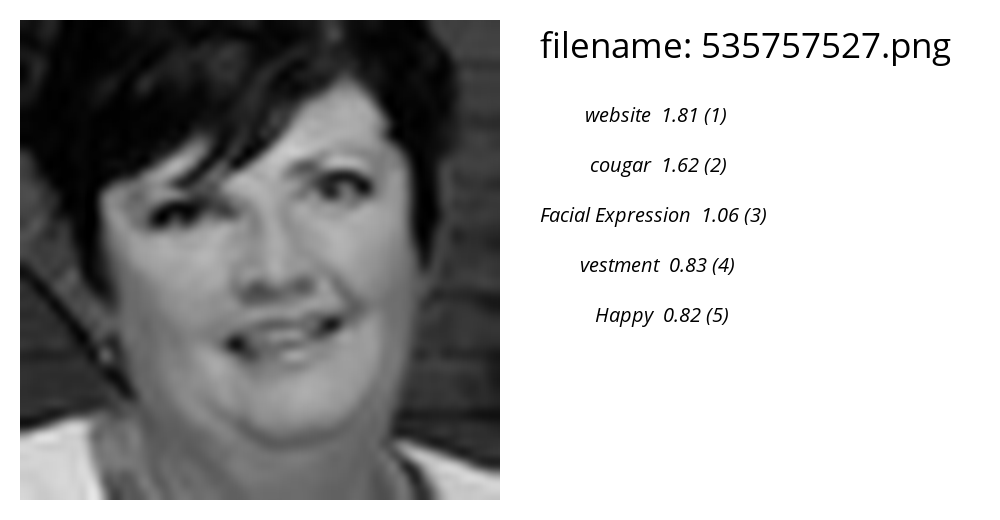 filename: 535757527.png
website 1.81 (1)
cougar 1.62 (2)
Facial Expression 1.06 (3)
vestment 0.83 (4)
Happy 0.82 (5)